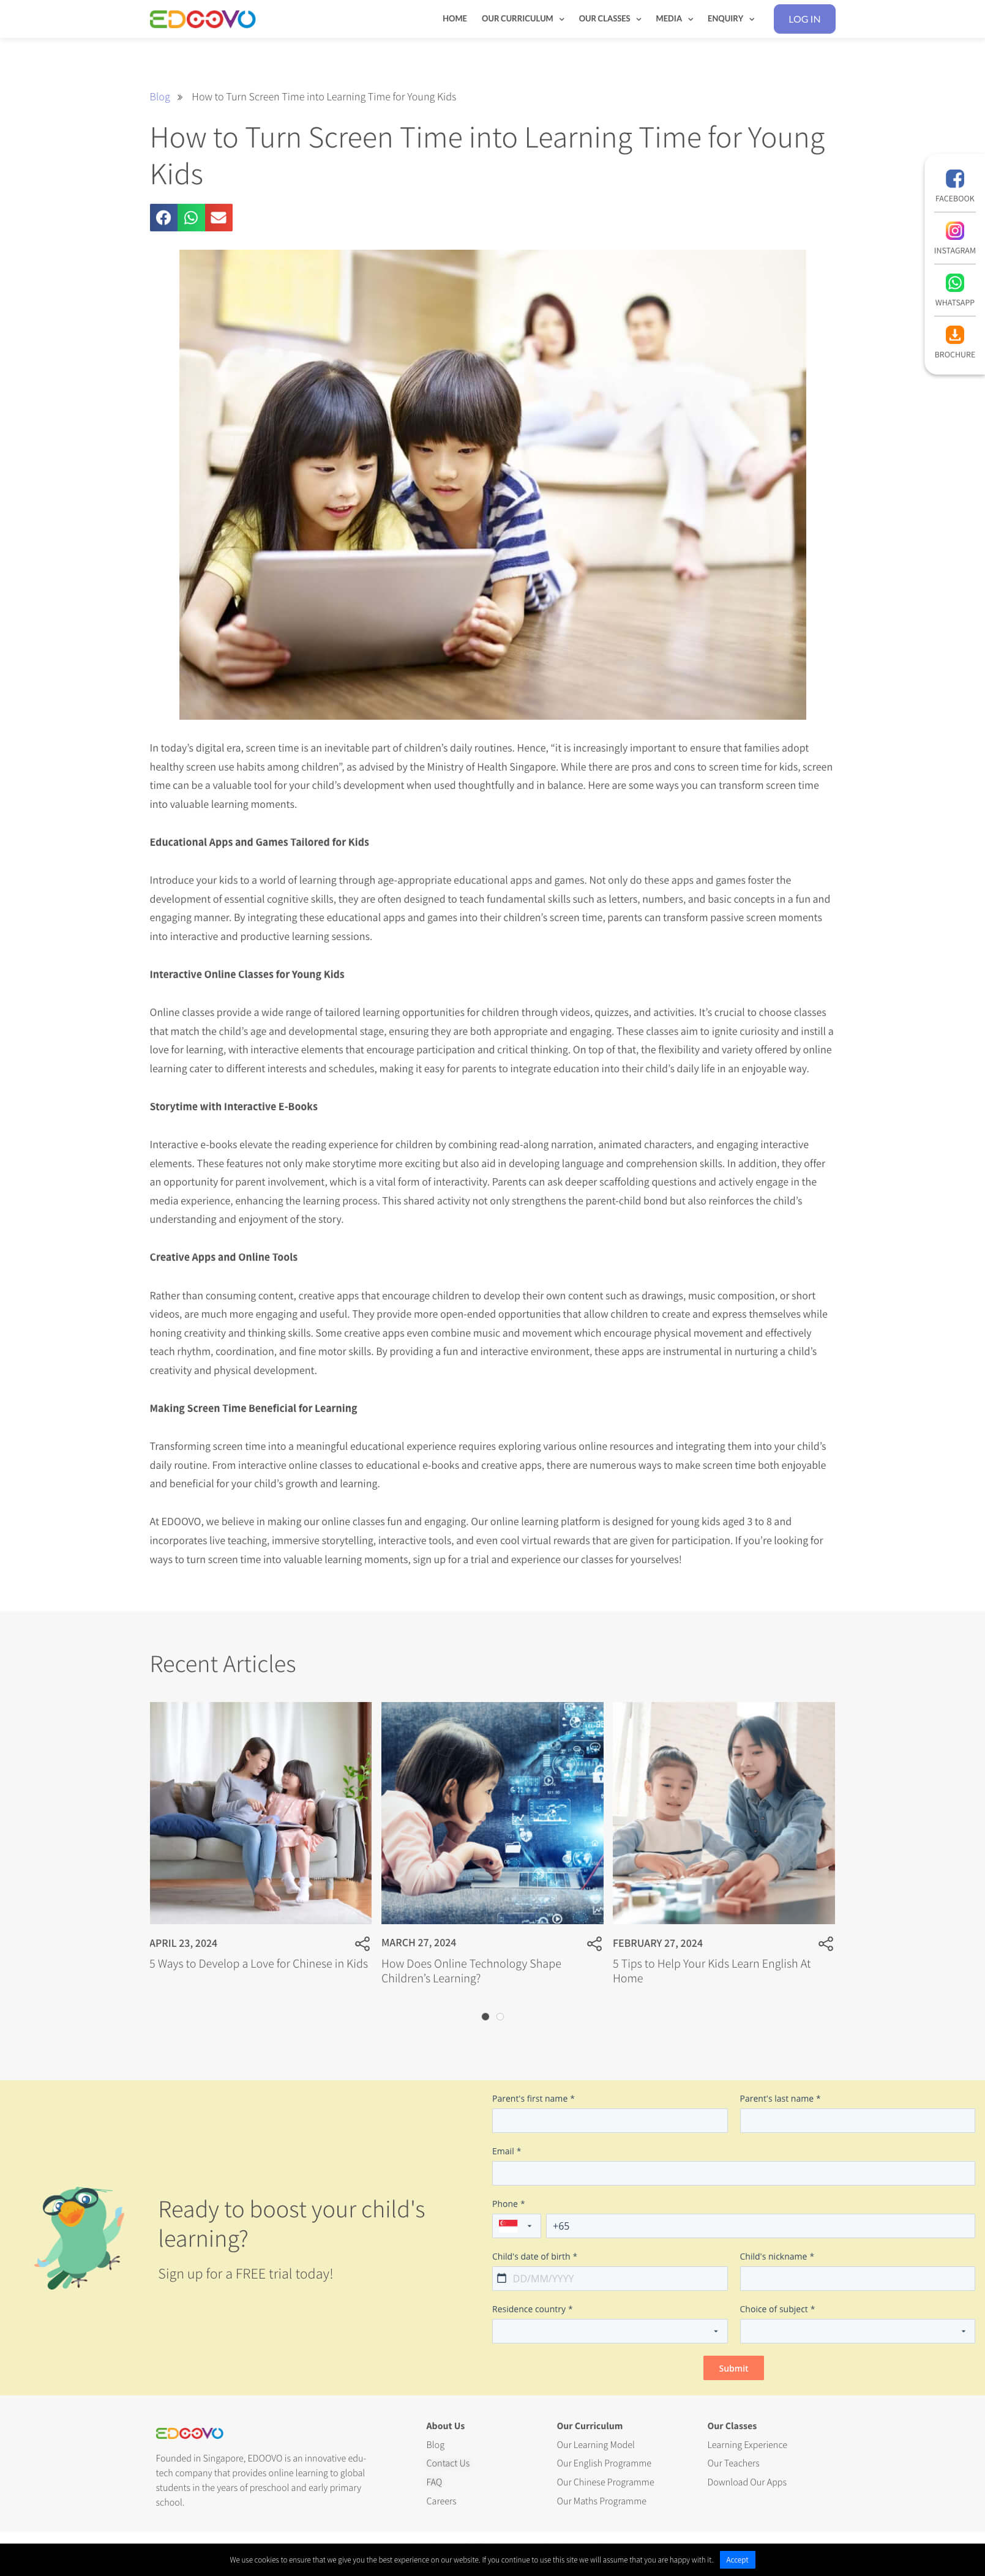 EDOOVO
HOME
OUR CURRICULUM
OUR CLASSES
MEDIA
ENQUIRY
LOG IN
Blog » How to Turn Screen Time into Learning Time for Young Kids
How to Turn Screen Time into Learning Time for Young
Kids
FACEBOOK
INSTAGRAM
WHATSAPP
BROCHURE
In today’s digital era, screen time is an inevitable part of children’s daily routines. Hence, “it is increasingly important to ensure that families adopt
healthy screen use habits among children”, as advised by the Ministry of Health Singapore. While there are pros and cons to screen time for kids, screen
time can be a valuable tool for your child’s development when used thoughtfully and in balance. Here are some ways you can transform screen time
into valuable learning moments.
Educational Apps and Games Tailored for Kids
Introduce your kids to a world of learning through age-appropriate educational apps and games. Not only do these apps and games foster the
development of essential cognitive skills, they are often designed to teach fundamental skills such as letters, numbers, and basic concepts in a fun and
engaging manner. By integrating these educational apps and games into their children’s screen time, parents can transform passive screen moments
into interactive and productive learning sessions.
Interactive Online Classes for Young Kids
Online classes provide a wide range of tailored learning opportunities for children through videos, quizzes, and activities. It’s crucial to choose classes
that match the child’s age and developmental stage, ensuring they are both appropriate and engaging. These classes aim to ignite curiosity and instill a
love for learning, with interactive elements that encourage participation and critical thinking. On top of that, the flexibility and variety offered by online
learning cater to different interests and schedules, making it easy for parents to integrate education into their child’s daily life in an enjoyable way.
Storytime with Interactive E-Books
Interactive e-books elevate the reading experience for children by combining read-along narration, animated characters, and engaging interactive
elements. These features not only make storytime more exciting but also aid in developing language and comprehension skills. In addition, they offer
an opportunity for parent involvement, which is a vital form of interactivity. Parents can ask deeper scaffolding questions and actively engage in the
media experience, enhancing the learning process. This shared activity not only strengthens the parent-child bond but also reinforces the child’s
understanding and enjoyment of the story.
Creative Apps and Online Tools
Rather than consuming content, creative apps that encourage children to develop their own content such as drawings, music composition, or short
videos, are much more engaging and useful. They provide more open-ended opportunities that allow children to create and express themselves while
honing creativity and thinking skills. Some creative apps even combine music and movement which encourage physical movement and effectively
teach rhythm, coordination, and fine motor skills. By providing a fun and interactive environment, these apps are instrumental in nurturing a child’s
creativity and physical development.
Making Screen Time Beneficial for Learning
Transforming screen time into a meaningful educational experience requires exploring various online resources and integrating them into your child’s
daily routine. From interactive online classes to educational e-books and creative apps, there are numerous ways to make screen time both enjoyable
and beneficial for your child’s growth and learning.
At EDOOVO, we believe in making our online classes fun and engaging. Our online learning platform is designed for young kids aged 3 to 8 and
incorporates live teaching, immersive storytelling, interactive tools, and even cool virtual rewards that are given for participation. If you’re looking for
ways to turn screen time into valuable learning moments, sign up for a trial and experience our classes for yourselves!
Recent Articles
APRIL 23, 2024
5 Ways to Develop a Love for Chinese in Kids
MARCH 27, 2024
How Does Online Technology Shape
Children’s Learning?
FEBRUARY 27, 2024
5 Tips to Help Your Kids Learn English At
Home
Ready to boost your child's
learning?
Sign up for a FREE trial today!
Parent's first name *
Parent's last name *
Email *
Phone *
+65
Child's date of birth *
Child's nickname *
DD/MM/YYYY
Residence country *
Choice of subject *
Submit
EDOOVO
Founded in Singapore, EDOOVO is an innovative edu-
tech company that provides online learning to global
students in the years of preschool and early primary
school.
About Us
Blog
Contact Us
FAQ
Careers
Our Curriculum
Our Learning Model
Our English Programme
Our Chinese Programme
Our Maths Programme
Our Classes
Learning Experience
Our Teachers
Download Our Apps
We use cookies to ensure that we give you the best experience on our website. If you continue to use this site we will assume that you are happy with it.
Accept